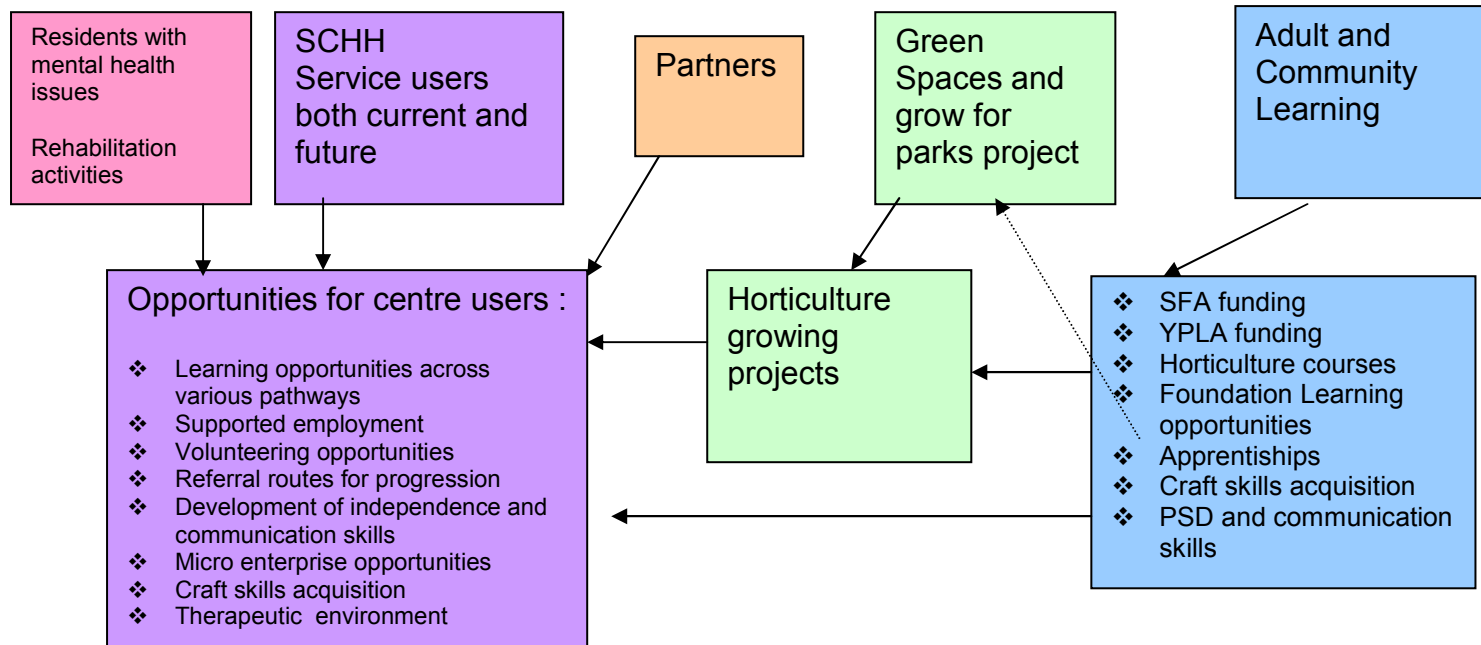 Residents with
mental health
issues
Rehabilitation
activities
SCHH
Service users
both current and
future
Partners
Green
Spaces and
grow for
parks project
Adult and
Community
Learning
Opportunities for centre users :
❖ Learning opportunities across
various pathways
❖ Supported employment
❖ Volunteering opportunities
❖ Referral routes for progression
❖ Development of independence and
communication skills
❖ Micro enterprise opportunities
❖ Craft skills acquisition
❖ Therapeutic environment
Horticulture
growing
projects
❖ SFA funding
❖ YPLA funding
❖ Horticulture courses
❖ Foundation Learning
opportunities
❖ Apprentiships
❖ Craft skills acquisition
❖ PSD and communication
skills